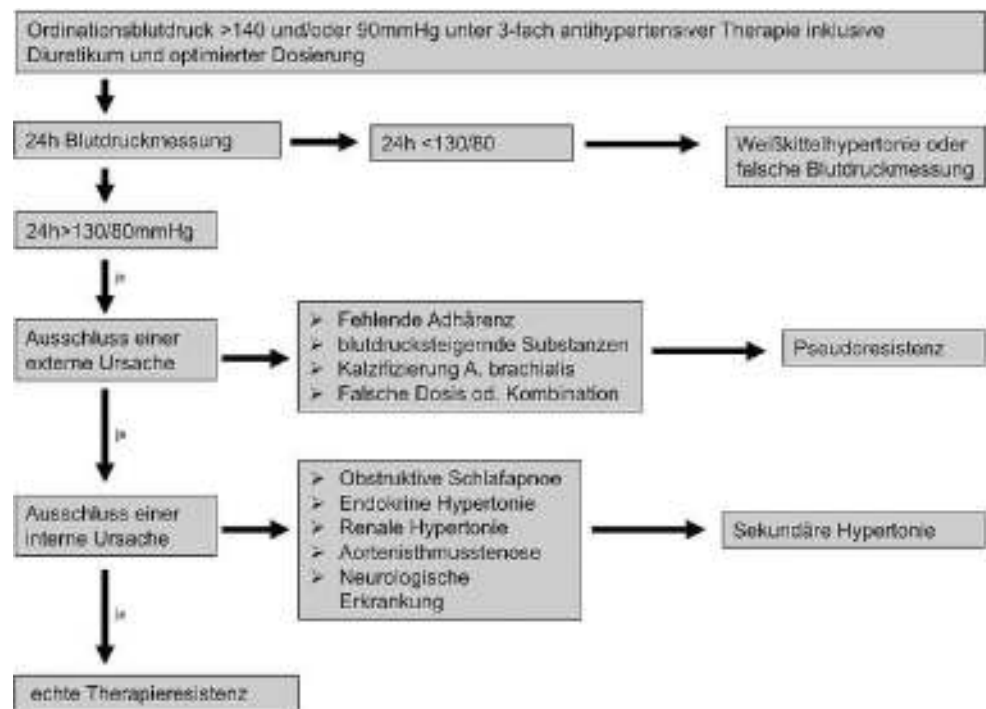 Ordinationsblutdruck >140 und/oder 90mmHg unter 3-fach antihypertensiver Therapie inklusive
Diuretikum und optimierter Dosierung
24h Blutdruckmessung
24h <130/80
Weißkittelhypertonie oder
falsche Blutdruckmessung
24h>130/80mmHg
ja
Ausschluss einer
externe Ursache
➢ Fehlende Adhärenz
➢ blutdrucksteigernde Substanzen
➢ Kalzifizierung A. brachialis
➢ Falsche Dosis od. Kombination
Pseudoresistenz
ja
Ausschluss einer
interne Ursache
➢ Obstruktive Schlafapnoe
➢ Endokrine Hypertonie
➢ Renale Hypertonie
➢ Aortenisthmusstenose
➢ Neurologische
Erkrankung
Sekundäre Hypertonie
ja
echte Therapieresistenz